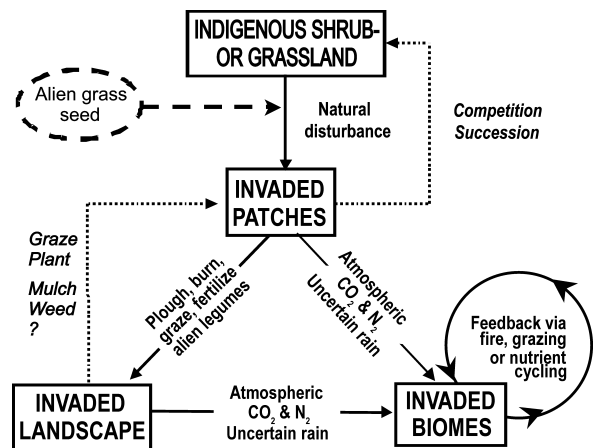 INDIGENOUS SHRUB-
OR GRASSLAND
Alien grass
seed
Natural
disturbance
Competition
Succession
INVADED
PATCHES
Graze
Plant
Mulch
Weed
?
Plough, burn,
graze, fertilize
alien legumes
Atmospheric
CO₂ & N₂
Uncertain rain
Feedback via
fire, grazing
or nutrient
cycling
INVADED
LANDSCAPE
Atmospheric
CO₂ & N₂
Uncertain rain
INVADED
BIOMES